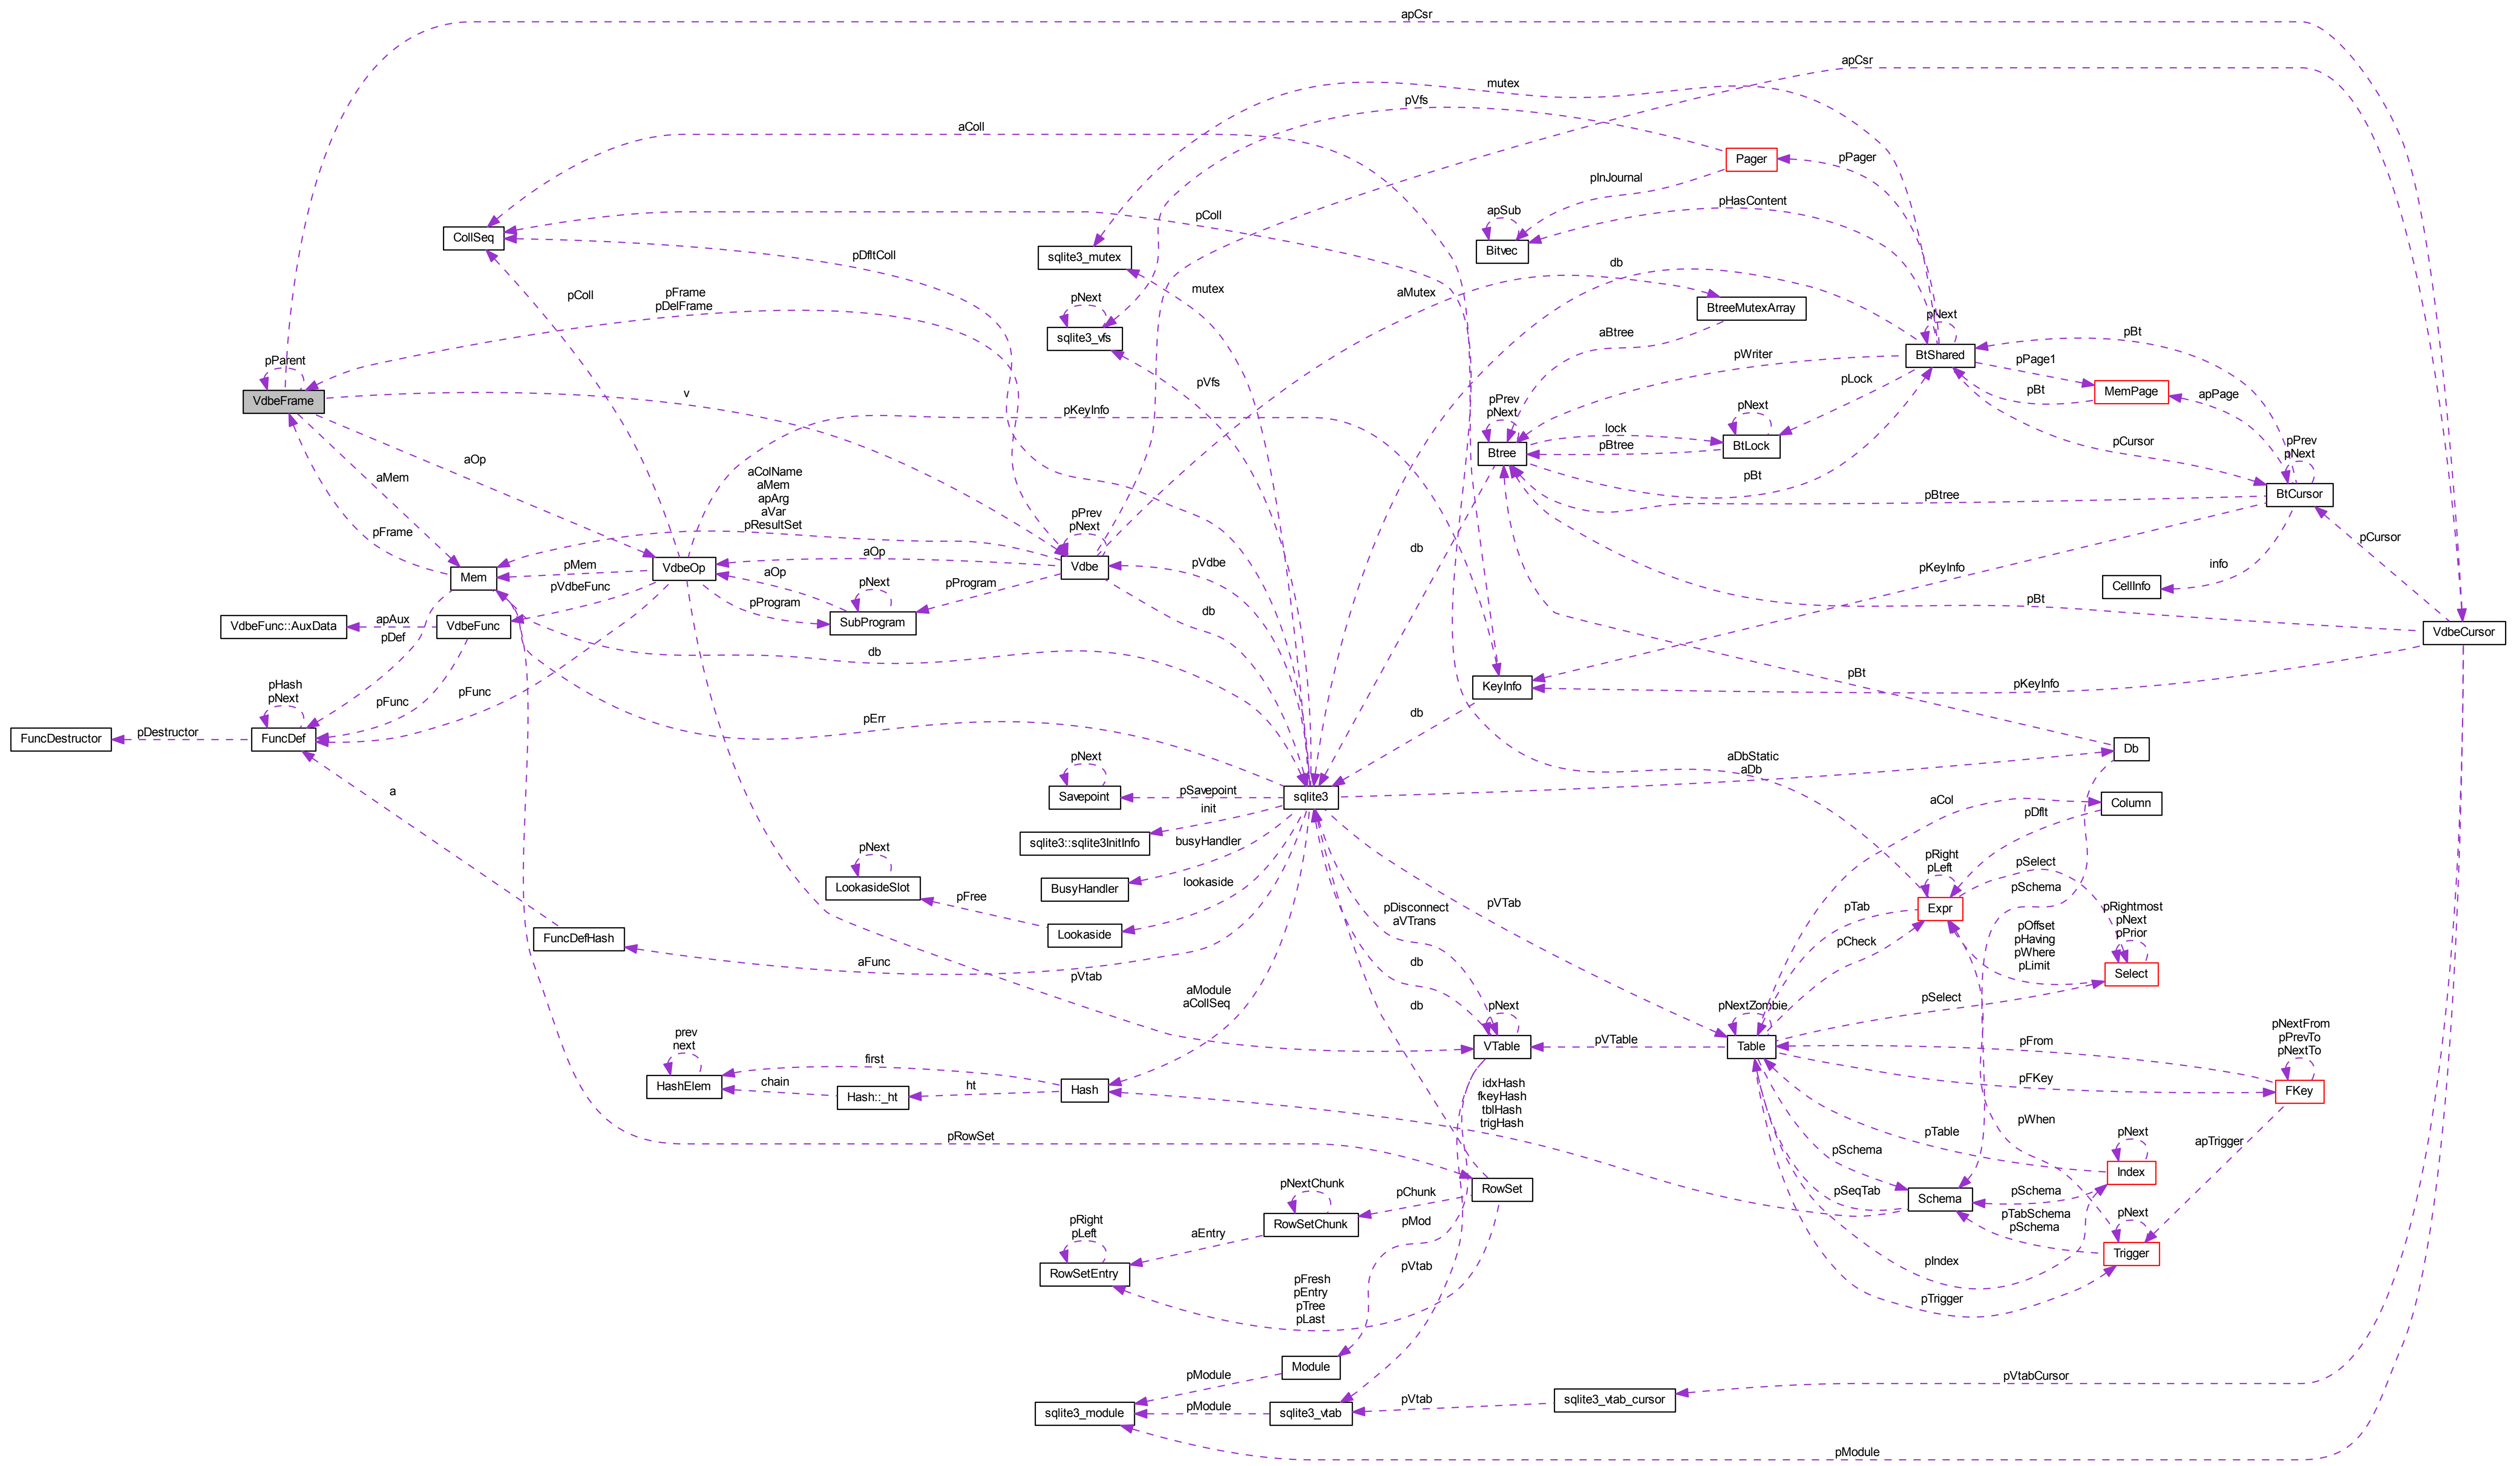 apCsr
apCsr
mutex
pVfs
aColl
pPager
Pager
pInJournal
pHasContent
apSub
pColl
CollSeq
Bitvec
pDfltColl
sqlite3_mutex
db
pColl
mutex
aMutex
pFrame
pDelFrame
pNext
BtreeMutexArray
pNext
sqlite3_vfs
aBtree
pBt
BtShared
pParent
pWriter
pPage1
pVfs
pLock
MemPage
VdbeFrame
v
pKeyInfo
pBt
apPage
pPrev
pNext
pNext
lock
pCursor
pPrev
pNext
aOp
Btree
pBtree
BtLock
aColName
aMem
apArg
aVar
pResultSet
aMem
pBt
BtCursor
pBtree
pPrev
pNext
pFrame
db
pCursor
aOp
pVdbe
Mem
pMem
VdbeOp
aOp
Vdbe
pKeyInfo
info
pVdbeFunc
pNext
pProgram
CellInfo
pProgram
db
pBt
apAux
VdbeFunc::AuxData
VdbeFunc
SubProgram
VdbeCursor
pDef
db
pBt
pHash
pNext
pFunc
pFunc
KeyInfo
pKeyInfo
pErr
db
FuncDestructor
pDestructor
FuncDef
Db
pNext
aDbStatic
aDb
a
Savepoint
pSavepoint
sqlite3
init
aCol
Column
pDflt
sqlite3::sqlite3InitInfo
busyHandler
pNext
pRight
pLeft
pSelect
LookasideSlot
BusyHandler
lookaside
pSchema
pFree
pVTab
pTab
Expr
pRightmost
pNext
pPrior
pDisconnect
aVTrans
pOffset
pHaving
pWhere
pLimit
FuncDefHash
Lookaside
pCheck
aFunc
db
Select
pVtab
aModule
aCollSeq
db
pNext
pNextZombie
pSelect
prev
next
first
VTable
pVTable
Table
pFrom
pNextFrom
pPrevTo
pNextTo
HashElem
chain
Hash::_ht
ht
Hash
idxHash
fkeyHash
tblHash
trigHash
pFKey
FKey
pWhen
pRowSet
pTable
pNext
apTrigger
pSchema
Index
pNextChunk
RowSet
pChunk
pSeqTab
Schema
pSchema
RowSetChunk
pTabSchema
pSchema
pNext
pRight
pLeft
aEntry
pMod
Trigger
RowSetEntry
pVtab
pIndex
pFresh
pEntry
pTree
pLast
pTrigger
Module
pModule
pVtabCursor
sqlite3_module
pModule
sqlite3_vtab
pVtab
sqlite3_vtab_cursor
pModule